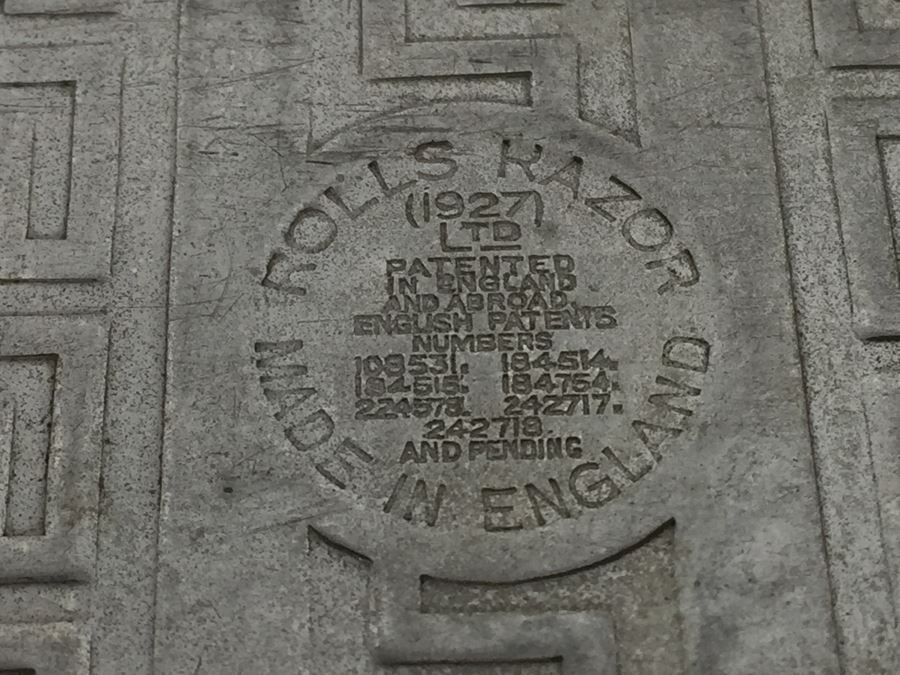 ROLLS RAZOR
(1927)
LTD
PATENTED
IN ENGLAND
AND ABROAD.
ENGLISH PATENTS
NUMBERS
108531. 184514.
184515. 184754.
224578. 242717.
242718.
AND PENDING
MADE IN ENGLAND